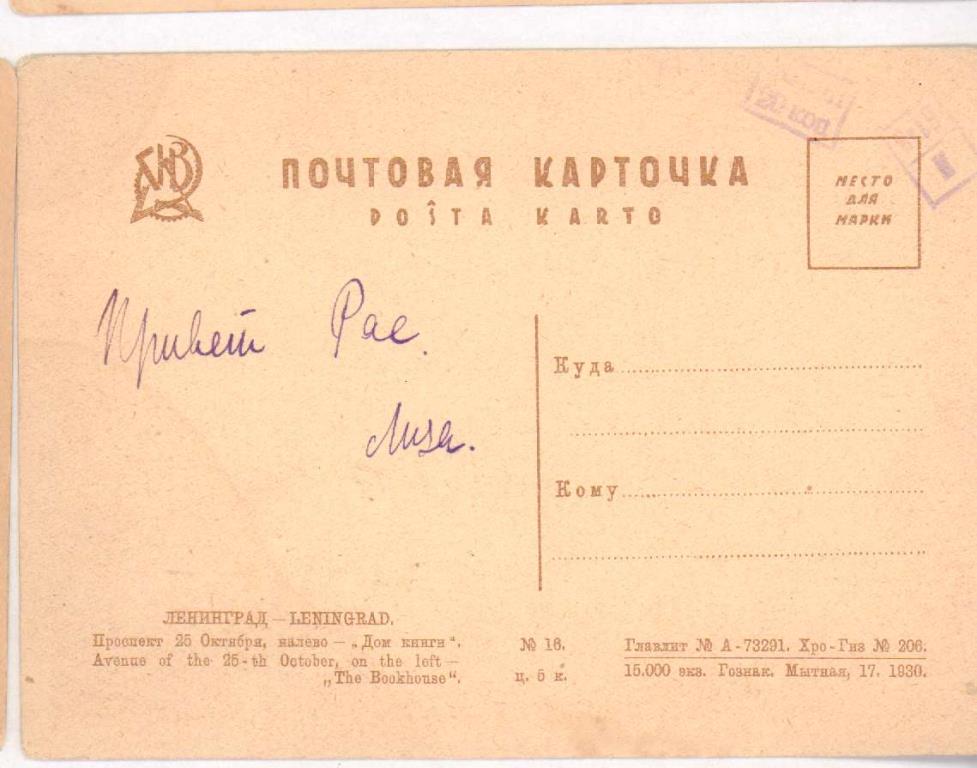 ПОЧТОВАЯ КАРТОЧКА
POŜTA KARTO
МЕСТО
ДЛЯ
МАРКИ
20 коп
Привет Рае.
Лиза.
Куда
Кому
ЛЕНИНГРАД — LENINGRAD.
Проспект 25 Октября, налево — „Дом книги“.
Avenue of the 25-th October, on the left —
„The Bookhouse“.
№ 16.
ц. 5 к.
Главлит № А-73291. Хро-Гиз № 206.
15.000 экз. Гознак. Мытная, 17. 1930.